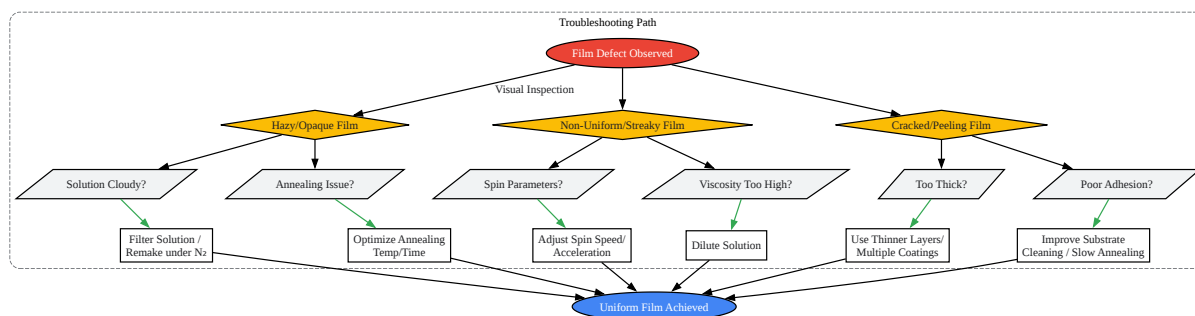 Troubleshooting Path
Film Defect Observed
Visual Inspection
Hazy/Opaque Film
Non-Uniform/Streaky Film
Cracked/Peeling Film
Solution Cloudy?
Annealing Issue?
Spin Parameters?
Viscosity Too High?
Too Thick?
Poor Adhesion?
Filter Solution /
Remake under N₂
Optimize Annealing
Temp/Time
Adjust Spin Speed/
Acceleration
Dilute Solution
Use Thinner Layers/
Multiple Coatings
Improve Substrate
Cleaning / Slow Annealing
Uniform Film Achieved